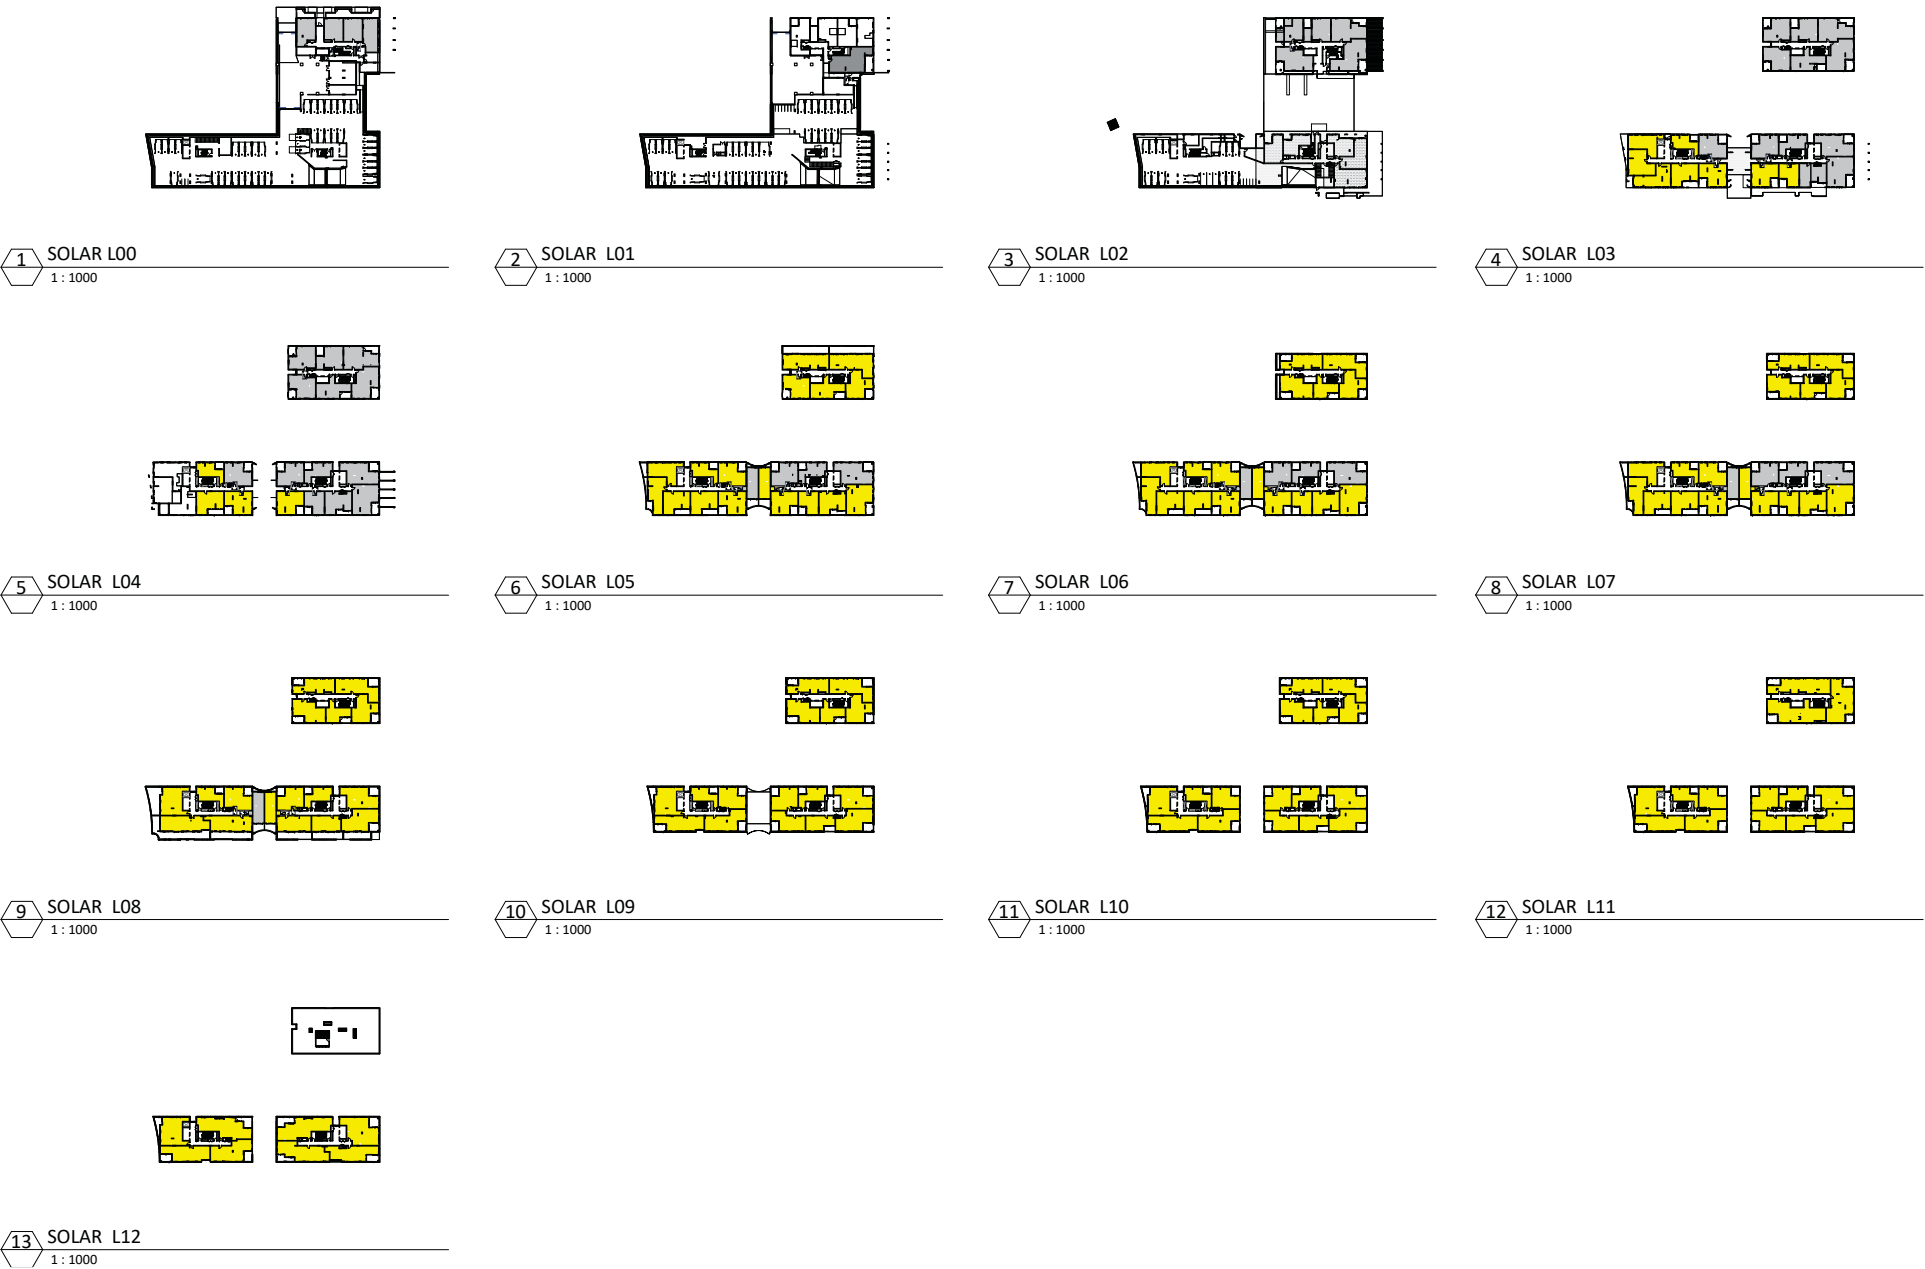 1 SOLAR L00
1 : 1000
2 SOLAR L01
1 : 1000
3 SOLAR L02
1 : 1000
4 SOLAR L03
1 : 1000
5 SOLAR L04
1 : 1000
6 SOLAR L05
1 : 1000
7 SOLAR L06
1 : 1000
8 SOLAR L07
1 : 1000
9 SOLAR L08
1 : 1000
10 SOLAR L09
1 : 1000
11 SOLAR L10
1 : 1000
12 SOLAR L11
1 : 1000
13 SOLAR L12
1 : 1000